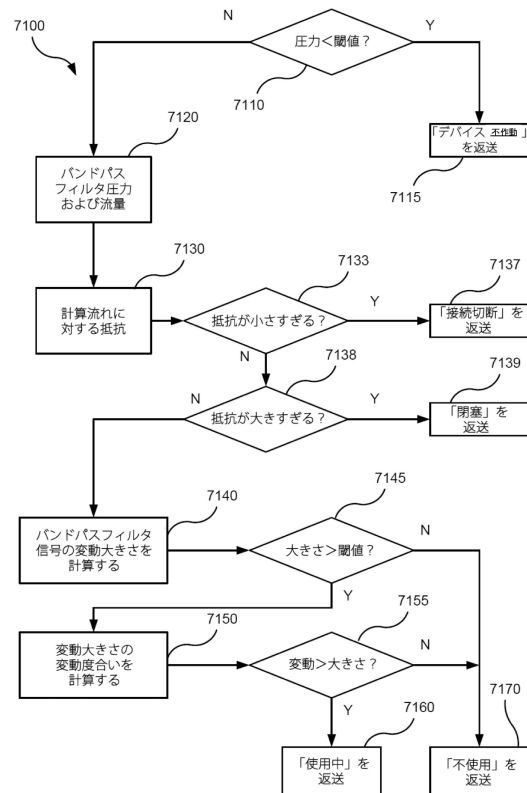 7100
N
圧力＜閾値？
Y
7110
7120
バンドパス
フィルタ圧力
および流量
「デバイス 不作動 」
を返送
7115
7130
計算流れに
対する抵抗
7133
抵抗が小さすぎる？
Y
N
7137
「接続切断」を
返送
7138
抵抗が大きすぎる？
N
Y
7139
「閉塞」を
返送
7140
バンドパスフィルタ
信号の変動大きさを
計算する
7145
大きさ＞閾値？
N
Y
7150
変動大きさの
変動度合いを
計算する
7155
変動＞大きさ？
N
Y
7160
「使用中」を
返送
7170
「不使用」を
返送